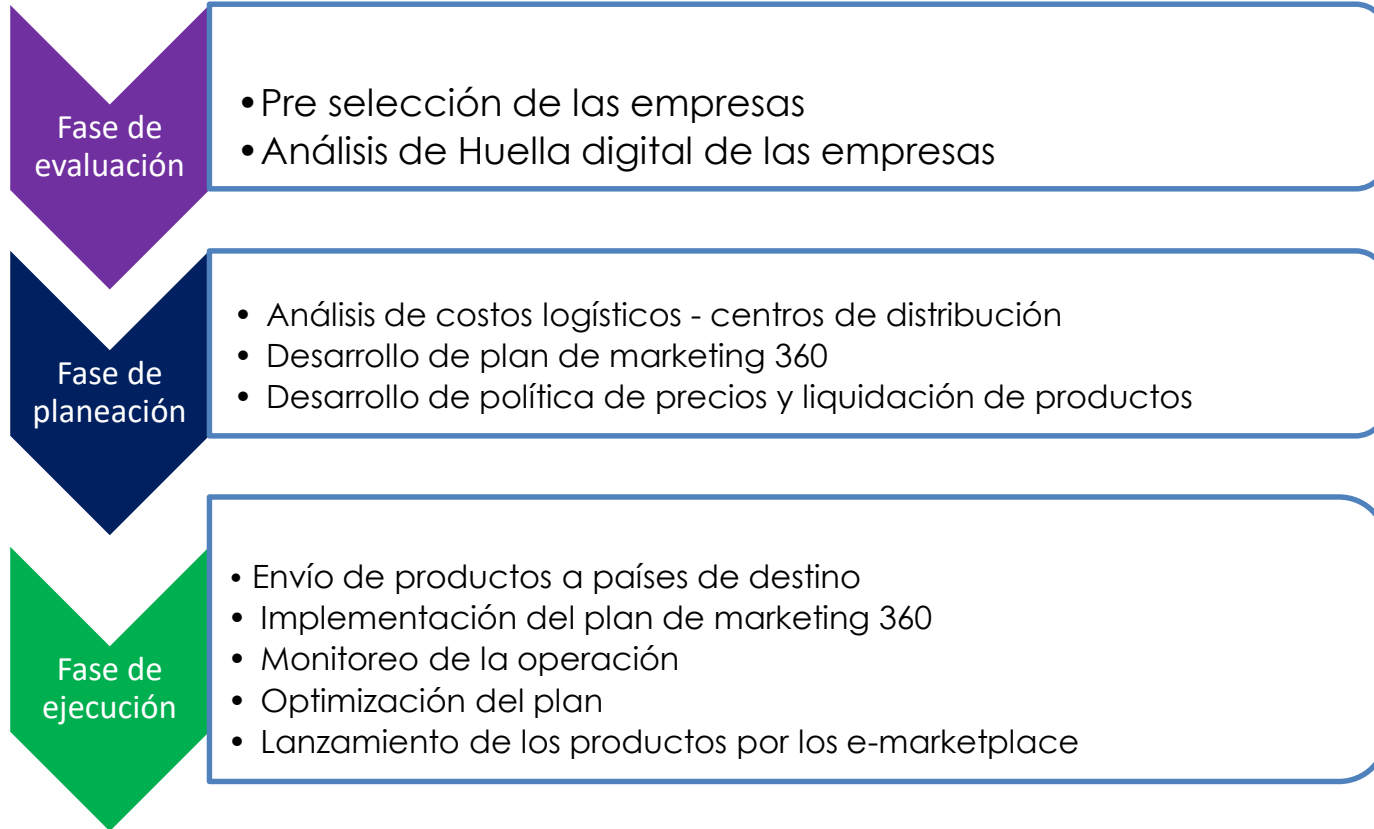 Fase de
evaluación
•Pre selección de las empresas
•Análisis de Huella digital de las empresas
Fase de
planeación
• Análisis de costos logísticos - centros de distribución
• Desarrollo de plan de marketing 360
• Desarrollo de política de precios y liquidación de productos
Fase de
ejecución
• Envío de productos a países de destino
• Implementación del plan de marketing 360
• Monitoreo de la operación
• Optimización del plan
• Lanzamiento de los productos por los e-marketplace